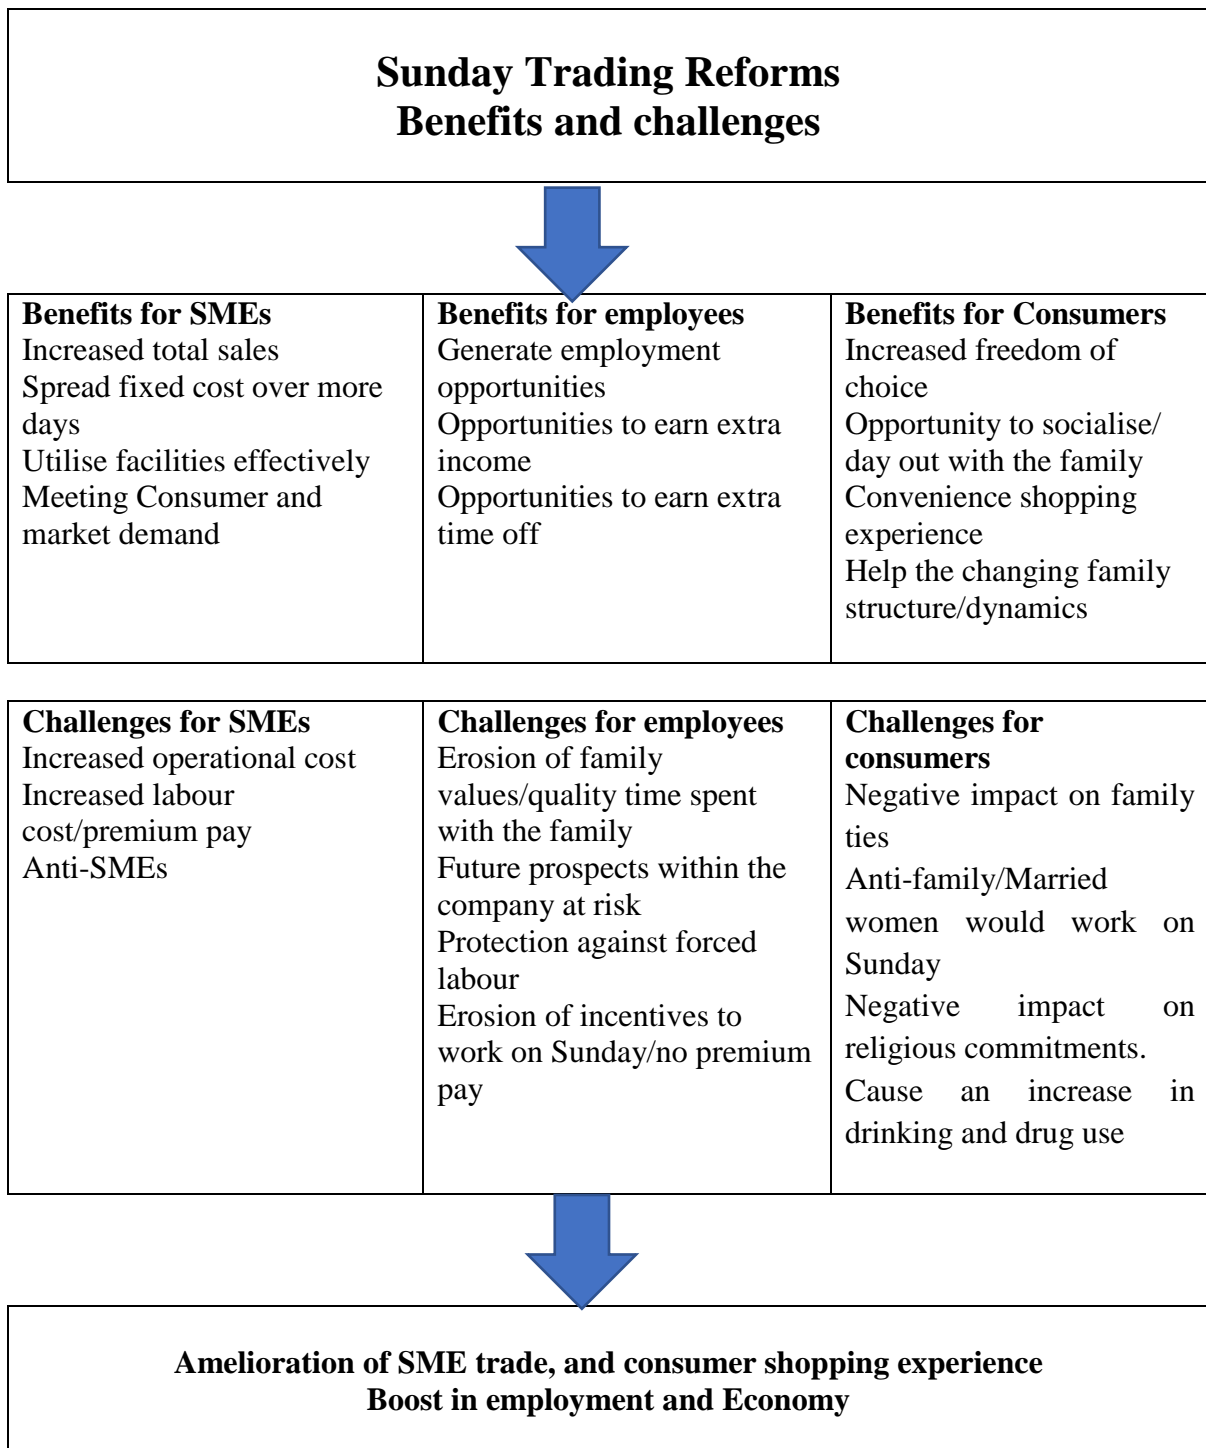 Sunday Trading Reforms
Benefits and challenges
Benefits for SMEs
Increased total sales
Spread fixed cost over more
days
Utilise facilities effectively
Meeting Consumer and
market demand
Benefits for employees
Generate employment
opportunities
Opportunities to earn extra
income
Opportunities to earn extra
time off
Benefits for Consumers
Increased freedom of
choice
Opportunity to socialise/
day out with the family
Convenience shopping
experience
Help the changing family
structure/dynamics
Challenges for SMEs
Increased operational cost
Increased labour
cost/premium pay
Anti-SMEs
Challenges for employees
Erosion of family
values/quality time spent
with the family
Future prospects within the
company at risk
Protection against forced
labour
Erosion of incentives to
work on Sunday/no premium
pay
Challenges for
consumers
Negative impact on family
ties
Anti-family/Married
women would work on
Sunday
Negative impact on
religious commitments.
Cause an increase in
drinking and drug use
Amelioration of SME trade, and consumer shopping experience
Boost in employment and Economy